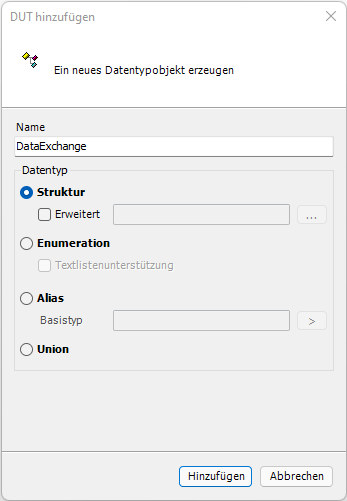 DUT hinzufügen
Ein neues Datentypobjekt erzeugen
Name
DataExchange
Datentyp
Struktur
Erweitert
...
Enumeration
Textlistenunterstützung
Alias
Basistyp
>
Union
Hinzufügen
Abbrechen